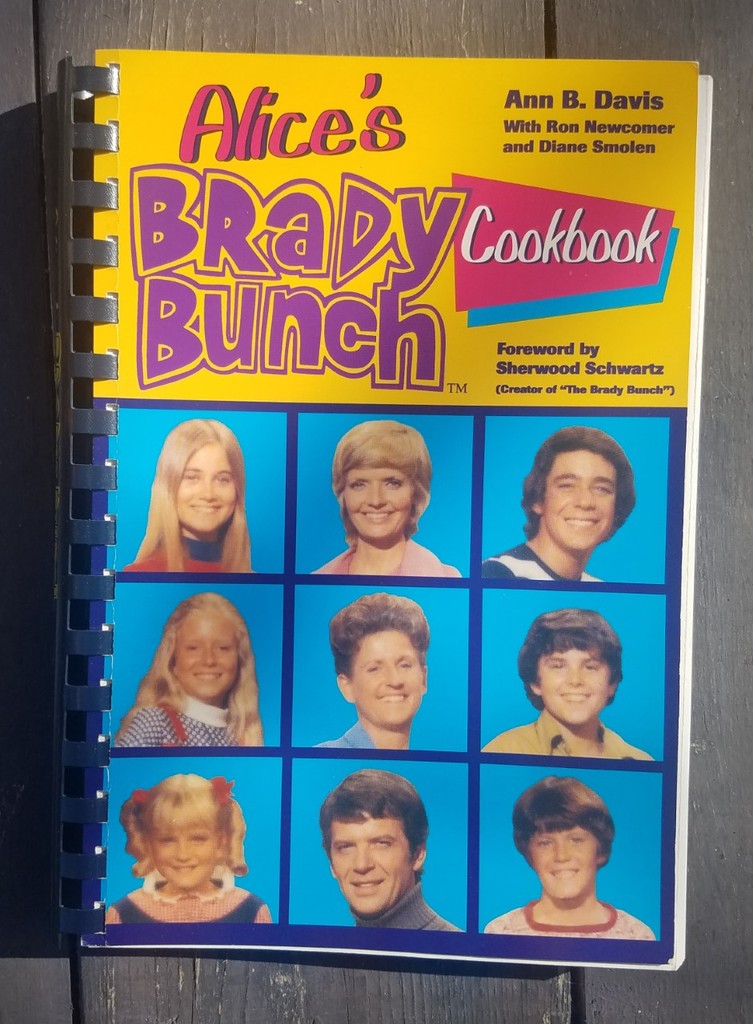 Alice's
BRaDy
Bunch
TM
Cookbook
Ann B. Davis
With Ron Newcomer
and Diane Smolen
Foreword by
Sherwood Schwartz
(Creator of "The Brady Bunch")